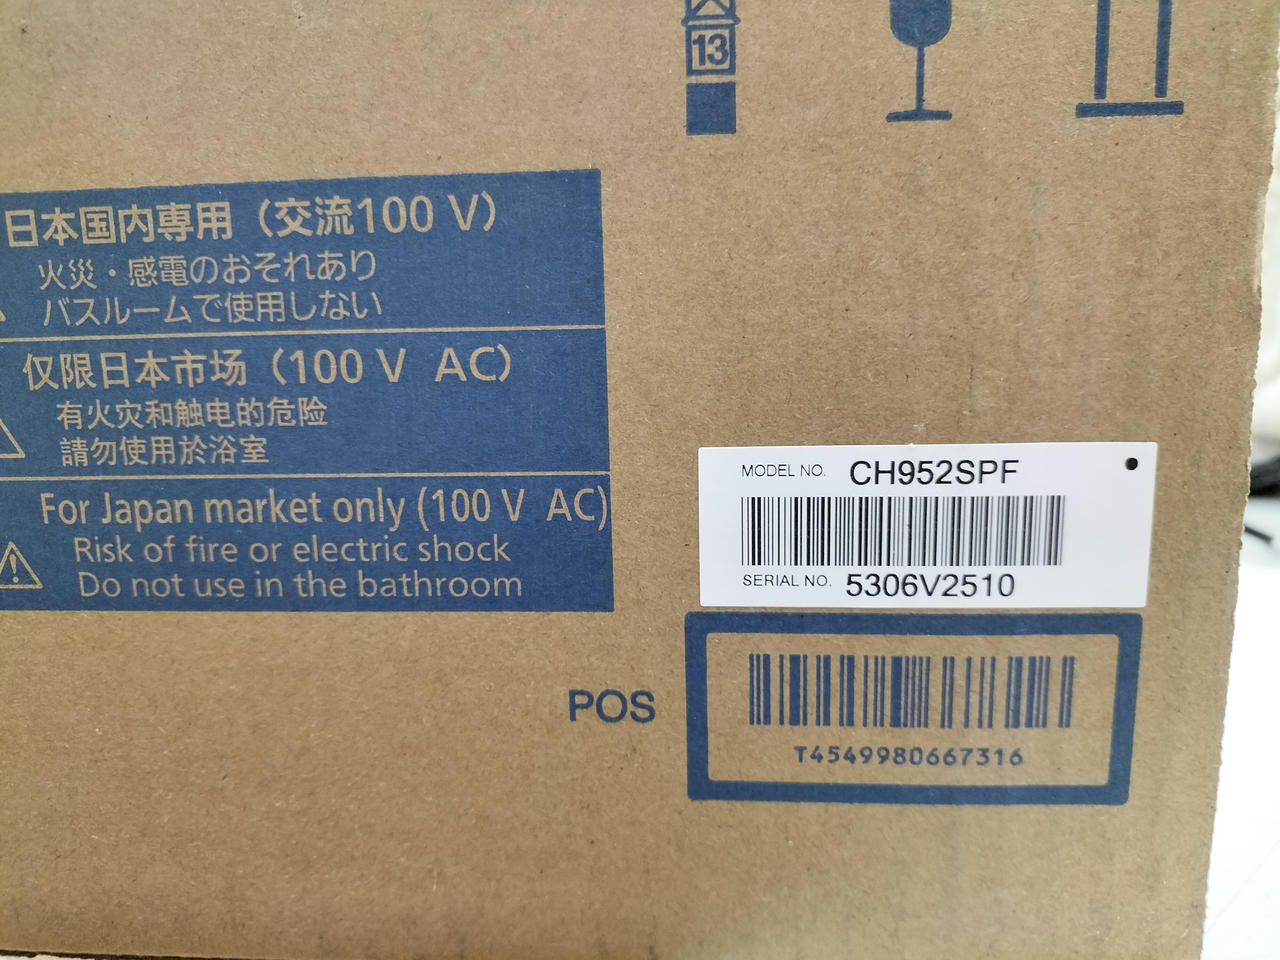 13
日本国内専用（交流100 V）
火災・感電のおそれあり
バスルームで使用しない
仅限日本市场（100 V AC）
有火灾和触电的危险
請勿使用於浴室
For Japan market only (100 V AC)
Risk of fire or electric shock
Do not use in the bathroom
MODEL NO. CH952SPF
SERIAL NO. 5306V2510
POS
T4549980667316